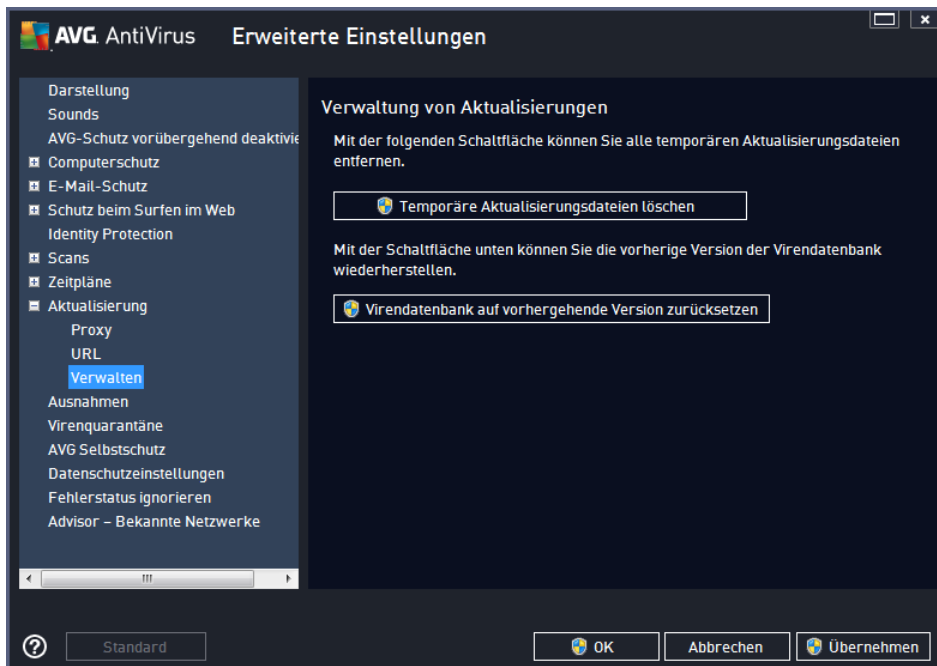 AVG. AntiVirus Erweiterte Einstellungen
Darstellung
Sounds
AVG-Schutz vorübergehend deaktivie
Computerschutz
E-Mail-Schutz
Schutz beim Surfen im Web
Identity Protection
Scans
Zeitpläne
Aktualisierung
Proxy
URL
Verwalten
Ausnahmen
Virenquarantäne
AVG Selbstschutz
Datenschutzeinstellungen
Fehlerstatus ignorieren
Advisor – Bekannte Netzwerke
Verwaltung von Aktualisierungen
Mit der folgenden Schaltfläche können Sie alle temporären Aktualisierungsdateien
entfernen.
Temporäre Aktualisierungsdateien löschen
Mit der Schaltfläche unten können Sie die vorherige Version der Virendatenbank
wiederherstellen.
Virendatenbank auf vorhergehende Version zurücksetzen
Standard
OK
Abbrechen
Übernehmen